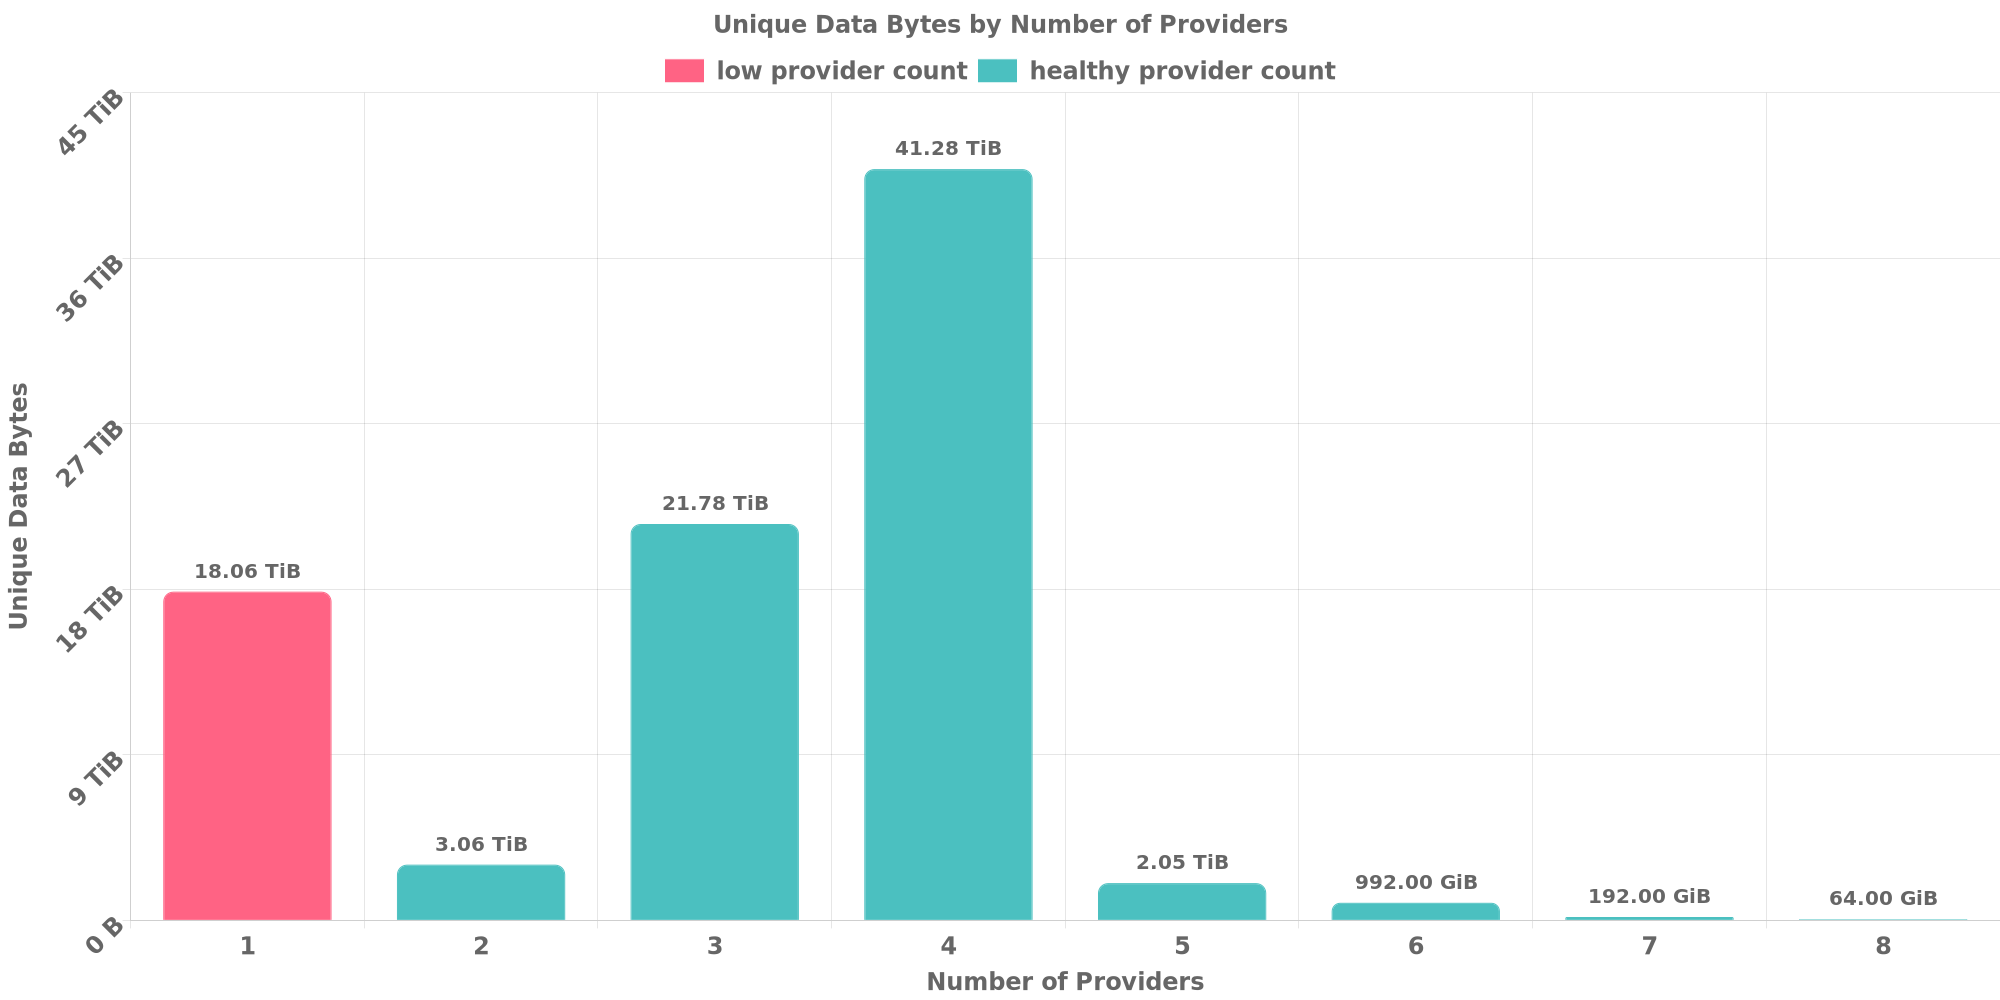 Unique Data Bytes by Number of Providers
low provider count healthy provider count
45 TiB
36 TiB
27 TiB
18 TiB
9 TiB
0 B
Unique Data Bytes
18.06 TiB
3.06 TiB
21.78 TiB
41.28 TiB
2.05 TiB
992.00 GiB
192.00 GiB
64.00 GiB
1 2 3 4 5 6 7 8
Number of Providers